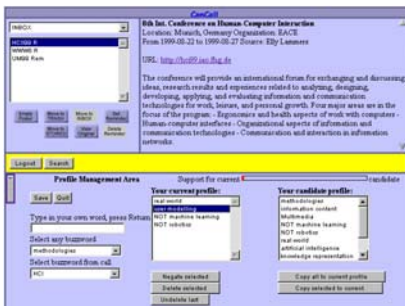 ConCall
INBOX
HCI99 R
WWW8 R
UM99 Rem
8th Int. Conference on Human-Computer Interaction
Location: Munich, Germany Organization: EACE
From 1999-08-22 to 1999-08-27 Source: Elly Lammers
URL: http://hci99.iao.fhg.de
The conference will provide an international forum for exchanging and discussing
ideas, research results and experiences related to analyzing, designing,
developing, applying, and evaluating information and communication
technologies for work, leisure, and personal growth. Four major areas are in the
focus of the program: - Ergonomics and health aspects of work with computers -
Human-computer interfaces - Organizational aspects of information and
communication technologies - Communication and interaction in information
networks.
Move to
INBOX
Set
Reminder
View
Original
Delete
Reminder
Logout
Search
Profile Management Area
Support for current
candidate
Save
Quit
Type in your own word, press Return
Select any buzzword
methodologies
Select buzzword from call
HCI
Your current profile:
real world
user modelling
NOT machine learning
NOT robotics
Negate selected
Delete selected
Undelete last
Your candidate profile:
methodologies
information content
Multimedia
NOT machine learning
NOT robotics
real world
artificial intelligence
knowledge representation
Copy all to current profile
Copy selected to current